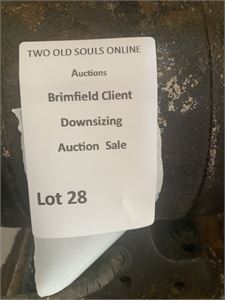 TWO OLD SOULS ONLINE
Auctions
Brimfield Client
Downsizing
Auction Sale
Lot 28